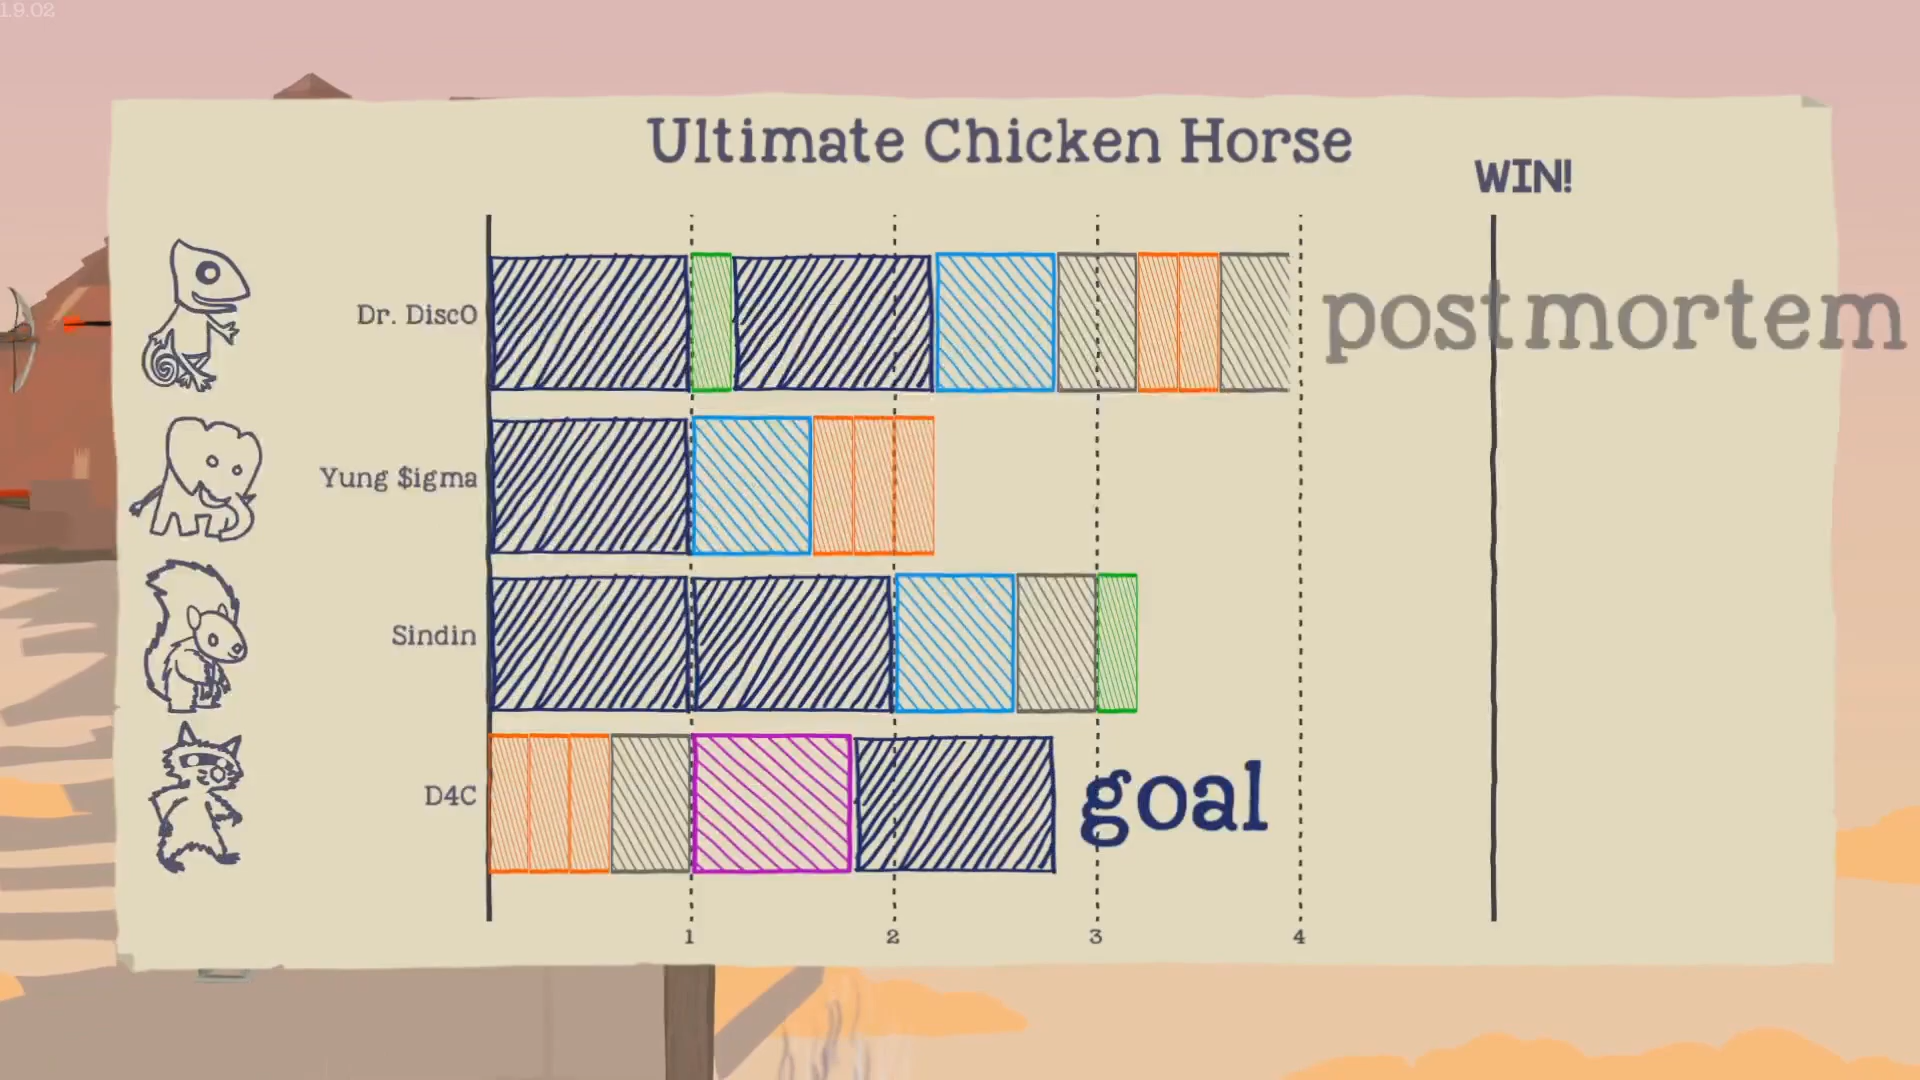 1.9.02
Ultimate Chicken Horse
WIN!
Dr. DiscO
postmortem
Yung $igma
Sindin
D4C
goal
1 2 3 4